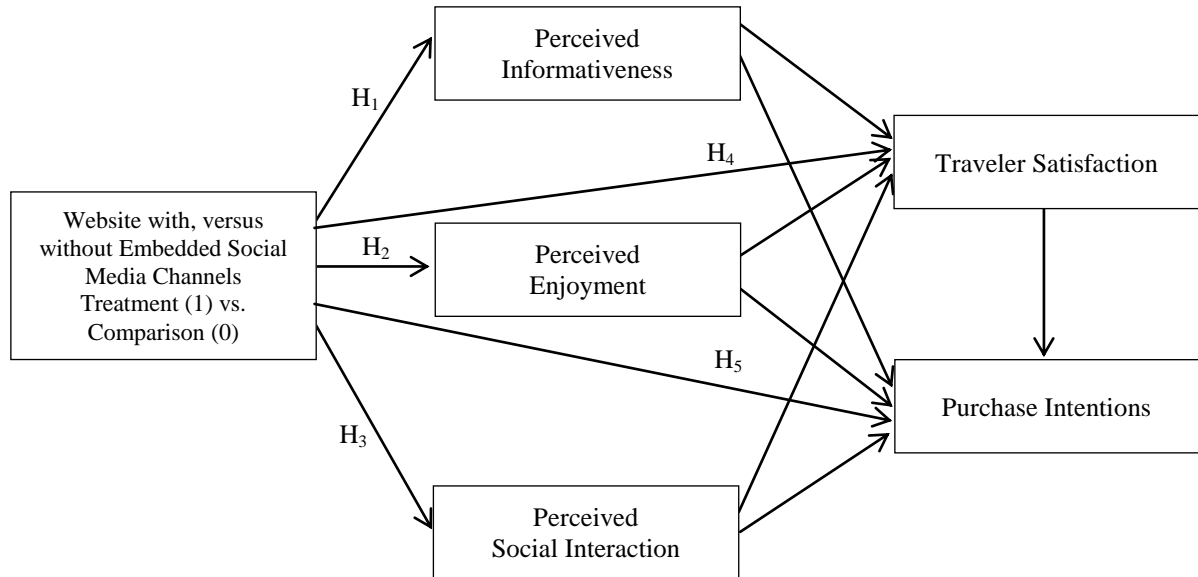 Perceived
Informativeness
H₁
H₄
Traveler Satisfaction
Website with, versus
without Embedded Social
Media Channels
Treatment (1) vs.
Comparison (0)
H₂
Perceived
Enjoyment
H₅
Purchase Intentions
H₃
Perceived
Social Interaction